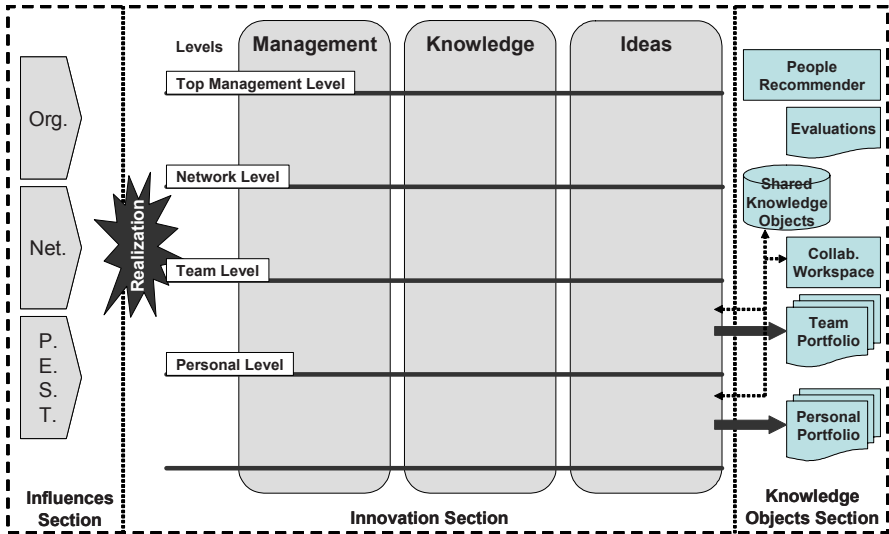 Levels
Management
Knowledge
Ideas
Top Management Level
Network Level
Team Level
Personal Level
Org.
Net.
P.
E.
S.
T.
Realization
People
Recommender
Evaluations
Shared
Knowledge
Objects
Collab.
Workspace
Team
Portfolio
Personal
Portfolio
Influences
Section
Innovation Section
Knowledge
Objects Section